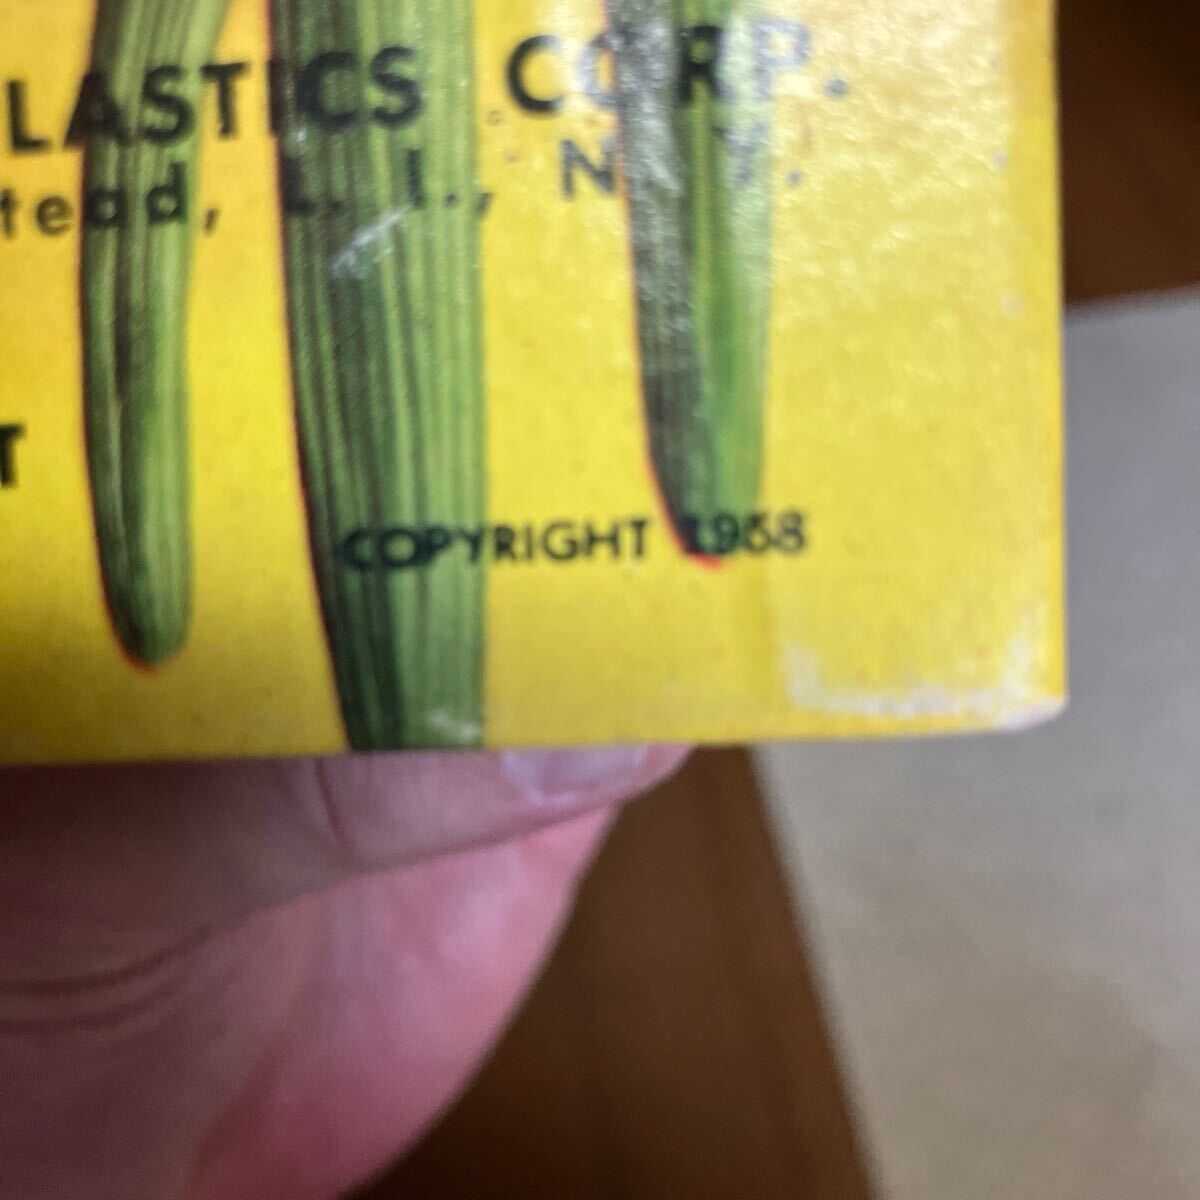 LASTICS CORP.
tead, L. I., N. Y.
T
COPYRIGHT 1958